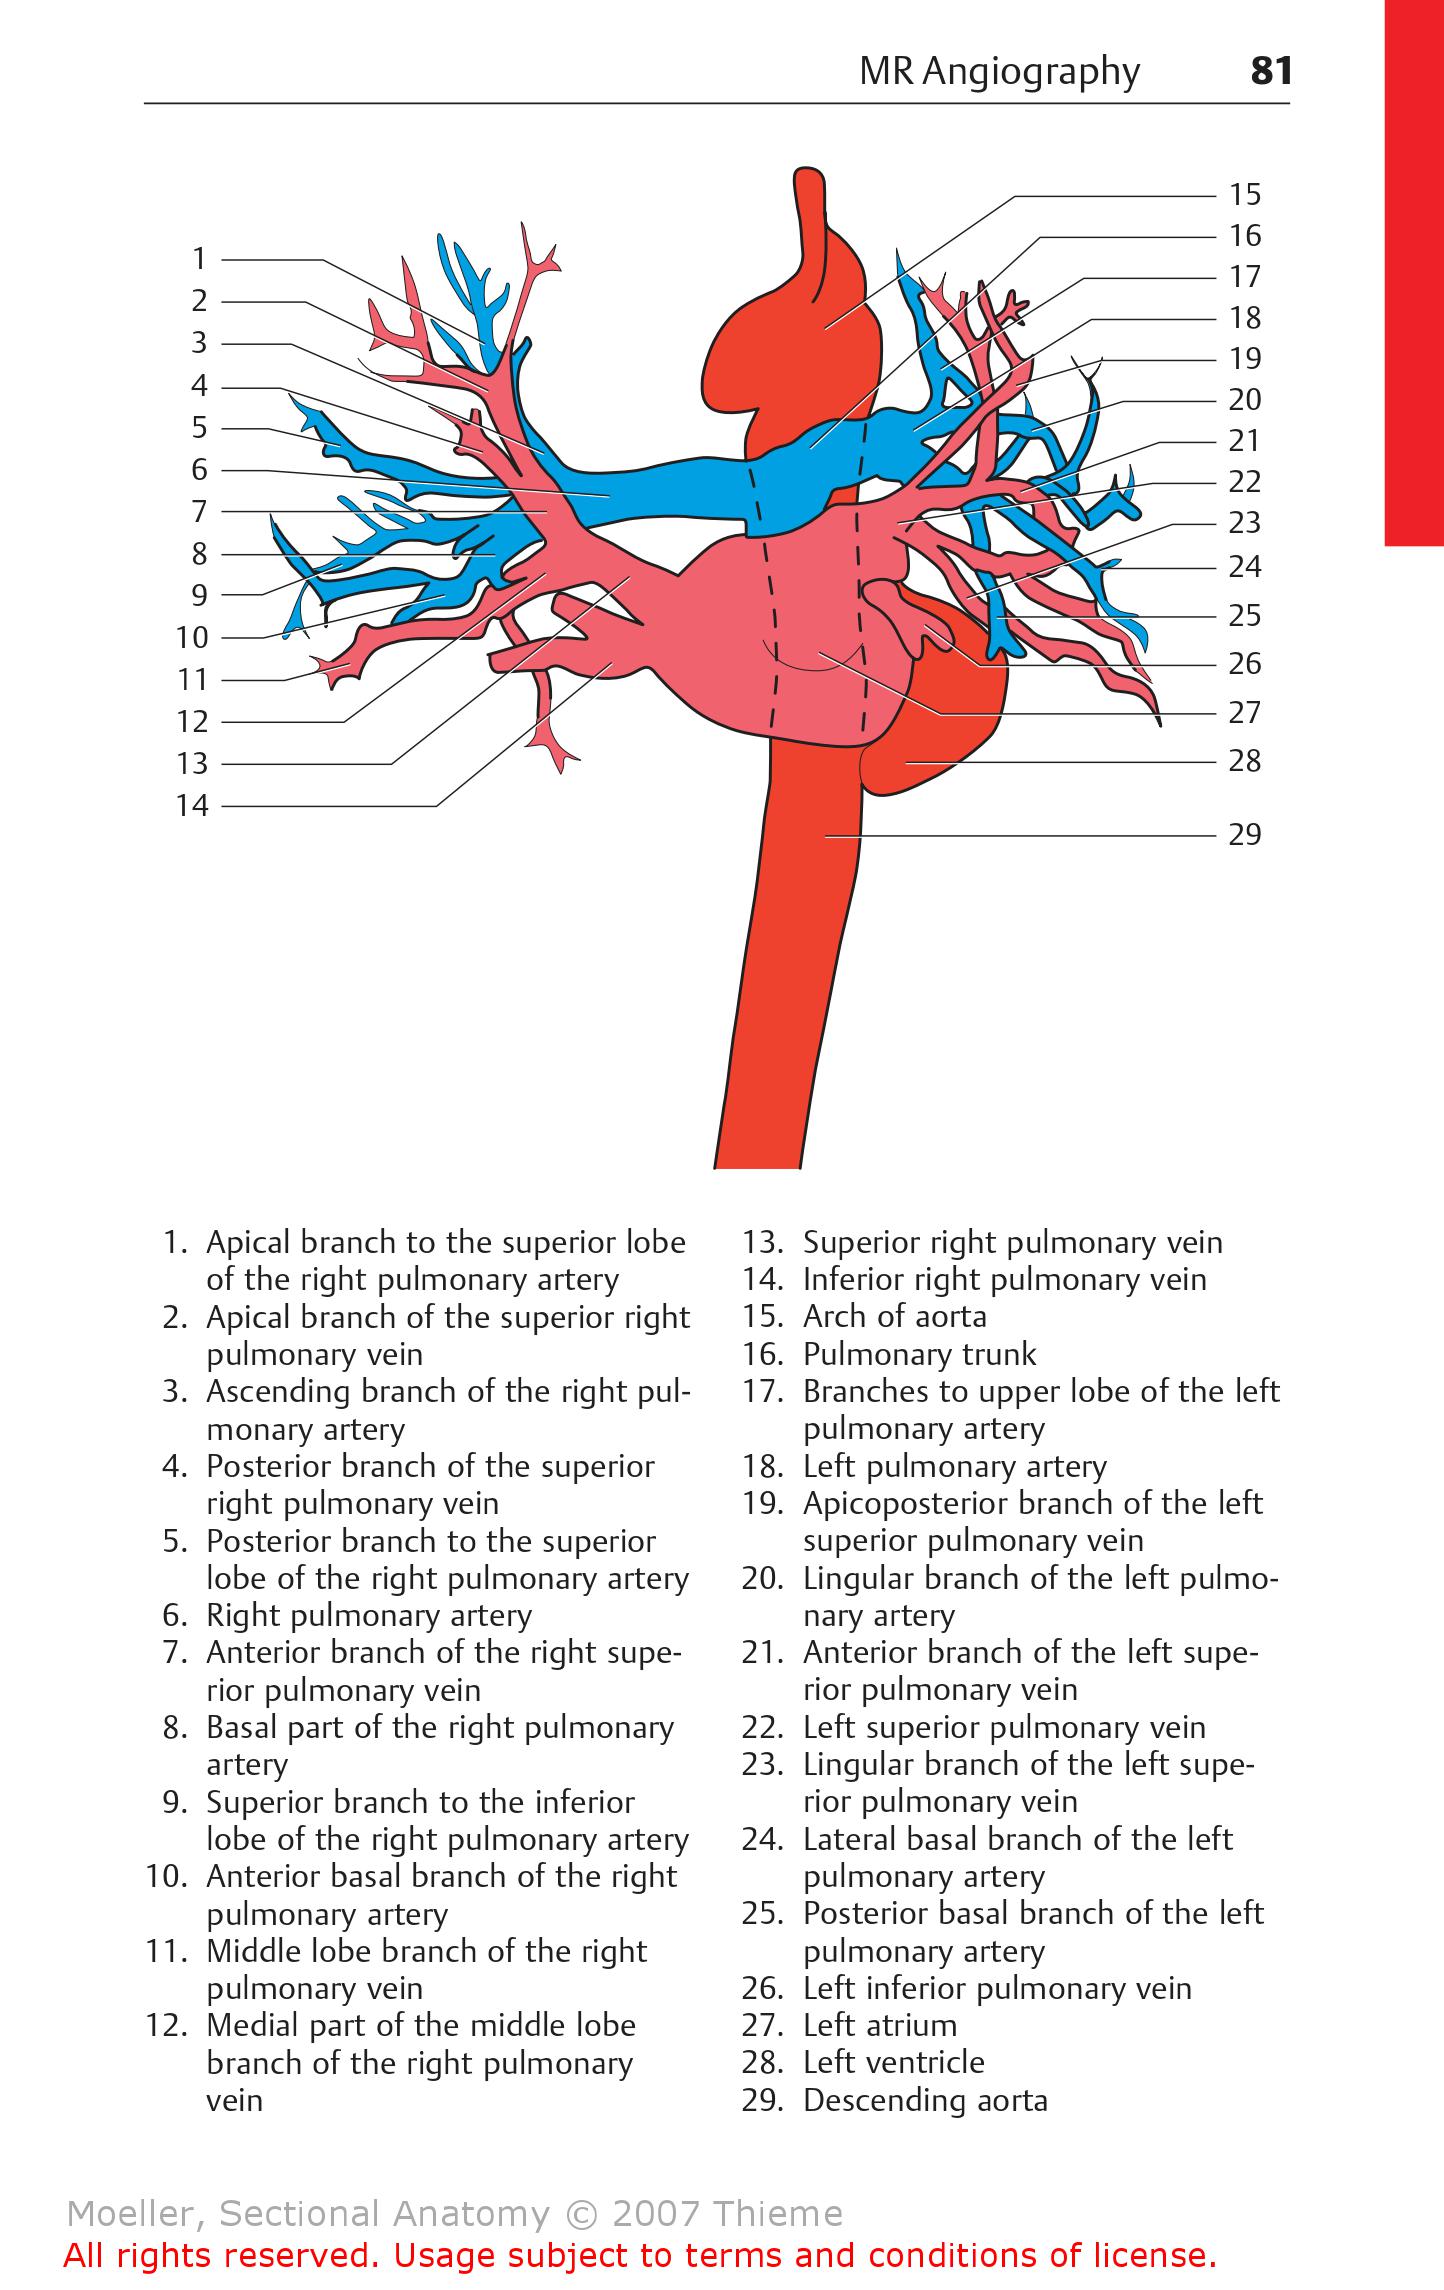 MR Angiography 81
1
2
3
4
5
6
7
8
9
10
11
12
13
14
15
16
17
18
19
20
21
22
23
24
25
26
27
28
29
1. Apical branch to the superior lobe
of the right pulmonary artery
2. Apical branch of the superior right
pulmonary vein
3. Ascending branch of the right pul-
monary artery
4. Posterior branch of the superior
right pulmonary vein
5. Posterior branch to the superior
lobe of the right pulmonary artery
6. Right pulmonary artery
7. Anterior branch of the right supe-
rior pulmonary vein
8. Basal part of the right pulmonary
artery
9. Superior branch to the inferior
lobe of the right pulmonary artery
10. Anterior basal branch of the right
pulmonary artery
11. Middle lobe branch of the right
pulmonary vein
12. Medial part of the middle lobe
branch of the right pulmonary
vein
13. Superior right pulmonary vein
14. Inferior right pulmonary vein
15. Arch of aorta
16. Pulmonary trunk
17. Branches to upper lobe of the left
pulmonary artery
18. Left pulmonary artery
19. Apicoposterior branch of the left
superior pulmonary vein
20. Lingular branch of the left pulmo-
nary artery
21. Anterior branch of the left supe-
rior pulmonary vein
22. Left superior pulmonary vein
23. Lingular branch of the left supe-
rior pulmonary vein
24. Lateral basal branch of the left
pulmonary artery
25. Posterior basal branch of the left
pulmonary artery
26. Left inferior pulmonary vein
27. Left atrium
28. Left ventricle
29. Descending aorta
Moeller, Sectional Anatomy © 2007 Thieme
All rights reserved. Usage subject to terms and conditions of license.